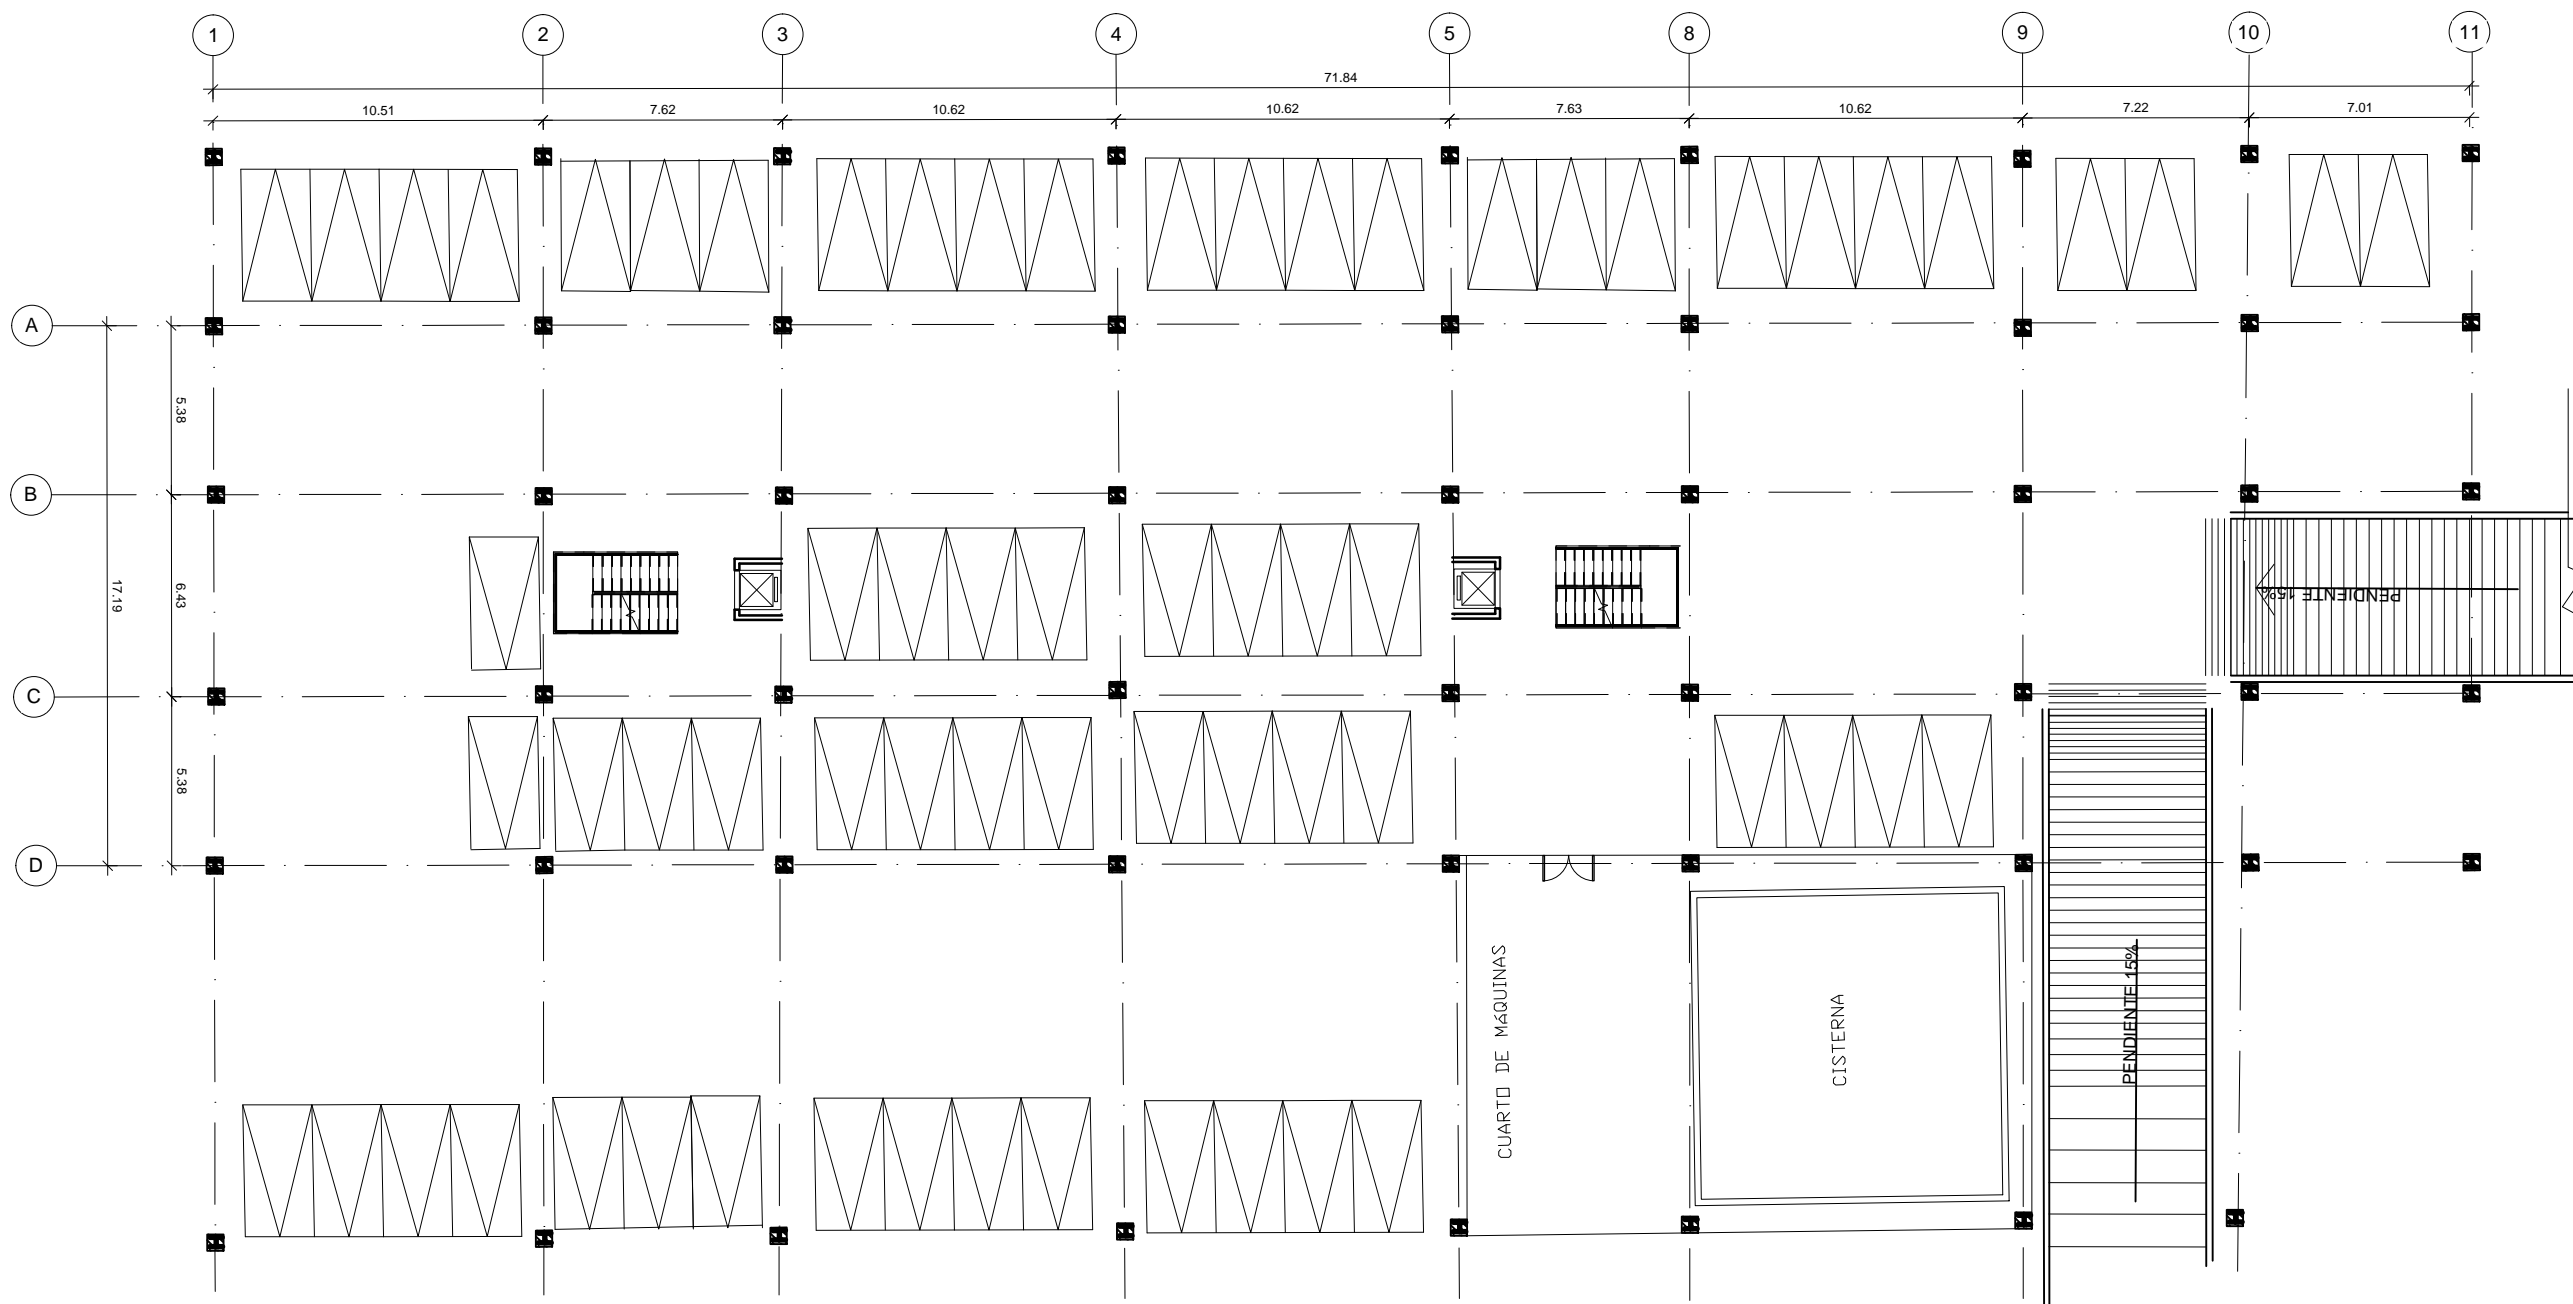 1 2 3 4 5 8 9 10 11
71.84
10.51 7.62 10.62 10.62 7.63 10.62 7.22 7.01
A
5.38
B
17.19
6.43
PENDIENTE 15%
C
5.38
D
CUARTO DE MÁQUINAS
CISTERNA
PENDIENTE 15%